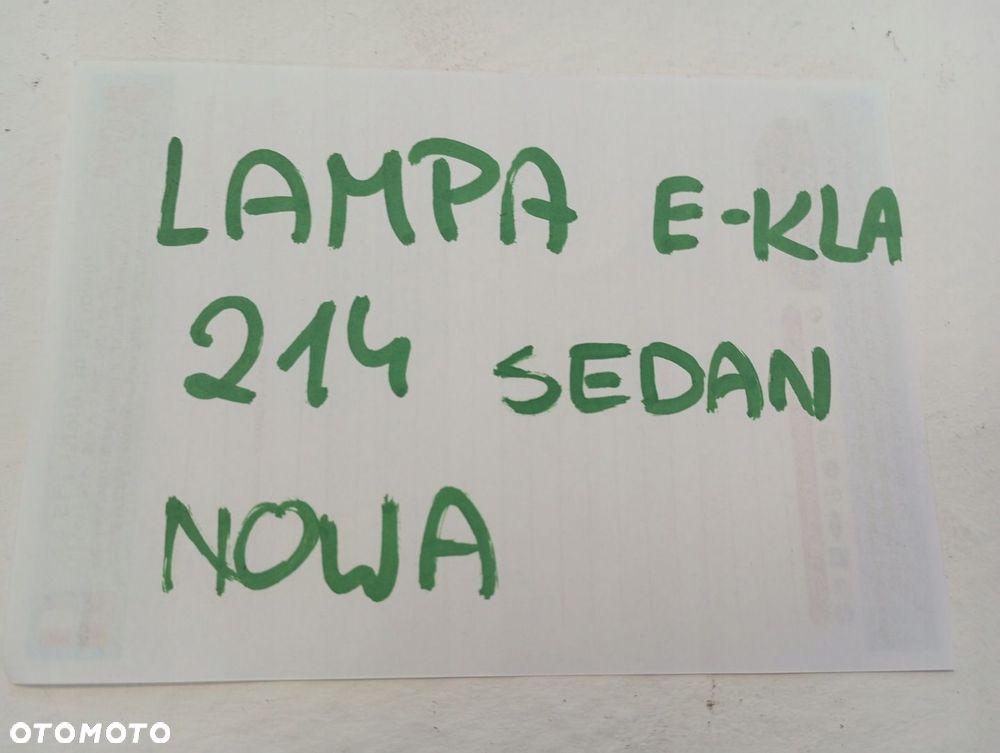 LAMPA E-KLA
214 SEDAN
NOWA
OTOMOTO